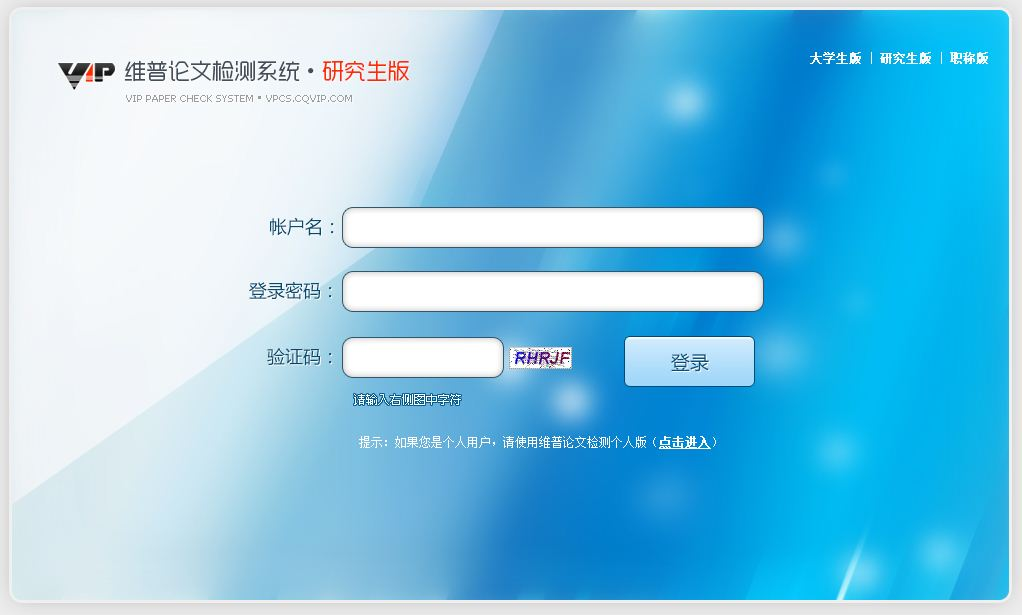 VIP 维普论文检测系统·研究生版
VIP PAPER CHECK SYSTEM • VPCS.CQVIP.COM
大学生版 | 研究生版 | 职称版
帐户名：
登录密码：
验证码： RHRJF 登录
请输入右侧图中字符
提示：如果您是个人用户，请使用维普论文检测个人版（点击进入）